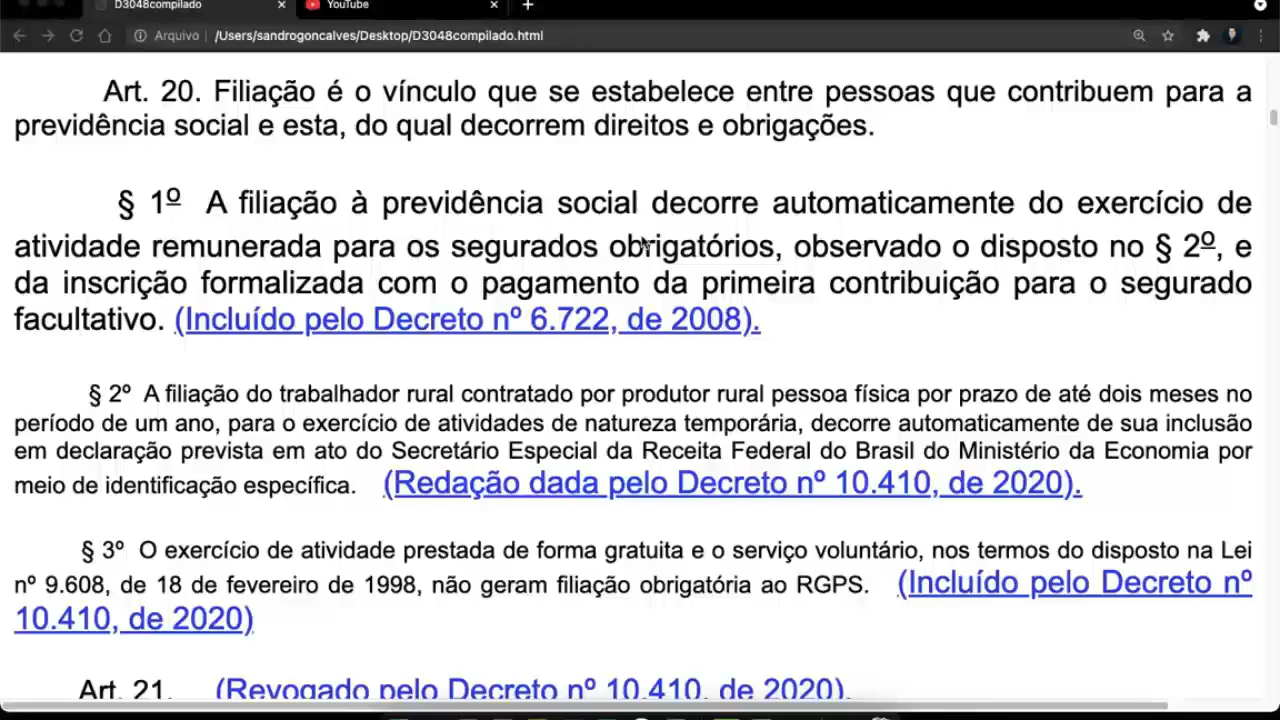 D3048compilado
YouTube
Arquivo | /Users/sandrogoncalves/Desktop/D3048compilado.html
Art. 20. Filiação é o vínculo que se estabelece entre pessoas que contribuem para a
previdência social e esta, do qual decorrem direitos e obrigações.
§ 1º A filiação à previdência social decorre automaticamente do exercício de
atividade remunerada para os segurados obrigatórios, observado o disposto no § 2º, e
da inscrição formalizada com o pagamento da primeira contribuição para o segurado
facultativo. (Incluído pelo Decreto nº 6.722, de 2008).
§ 2º A filiação do trabalhador rural contratado por produtor rural pessoa física por prazo de até dois meses no
período de um ano, para o exercício de atividades de natureza temporária, decorre automaticamente de sua inclusão
em declaração prevista em ato do Secretário Especial da Receita Federal do Brasil do Ministério da Economia por
meio de identificação específica. (Redação dada pelo Decreto nº 10.410, de 2020).
§ 3º O exercício de atividade prestada de forma gratuita e o serviço voluntário, nos termos do disposto na Lei
nº 9.608, de 18 de fevereiro de 1998, não geram filiação obrigatória ao RGPS. (Incluído pelo Decreto nº
10.410, de 2020)
Art. 21. (Revogado pelo Decreto nº 10.410, de 2020).